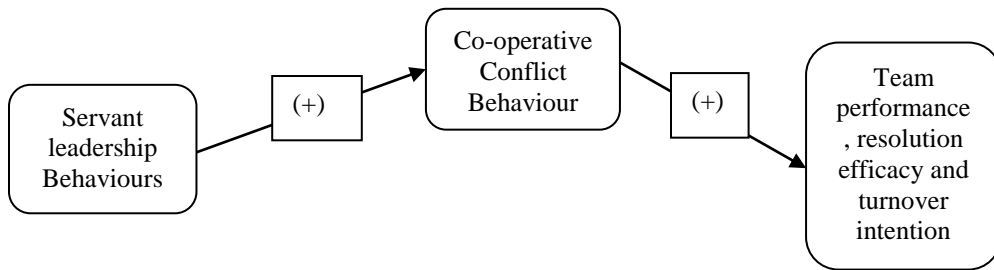 Servant
leadership
Behaviours
(+)
Co-operative
Conflict
Behaviour
(+)
Team
performance
, resolution
efficacy and
turnover
intention